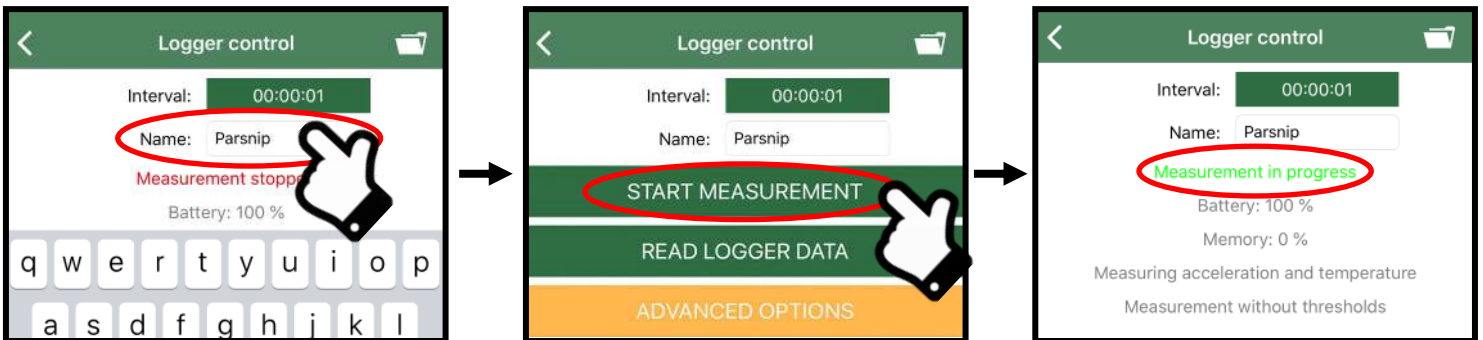 Logger control
Interval: 00:00:01
Name: Parsnip
Measurement stoppe
Battery: 100 %
q w e r t y u i o p
a s d f g h j k l
Logger control
Interval: 00:00:01
Name: Parsnip
START MEASUREMENT
READ LOGGER DATA
ADVANCED OPTIONS
Logger control
Interval: 00:00:01
Name: Parsnip
Measurement in progress
Battery: 100 %
Memory: 0 %
Measuring acceleration and temperature
Measurement without thresholds